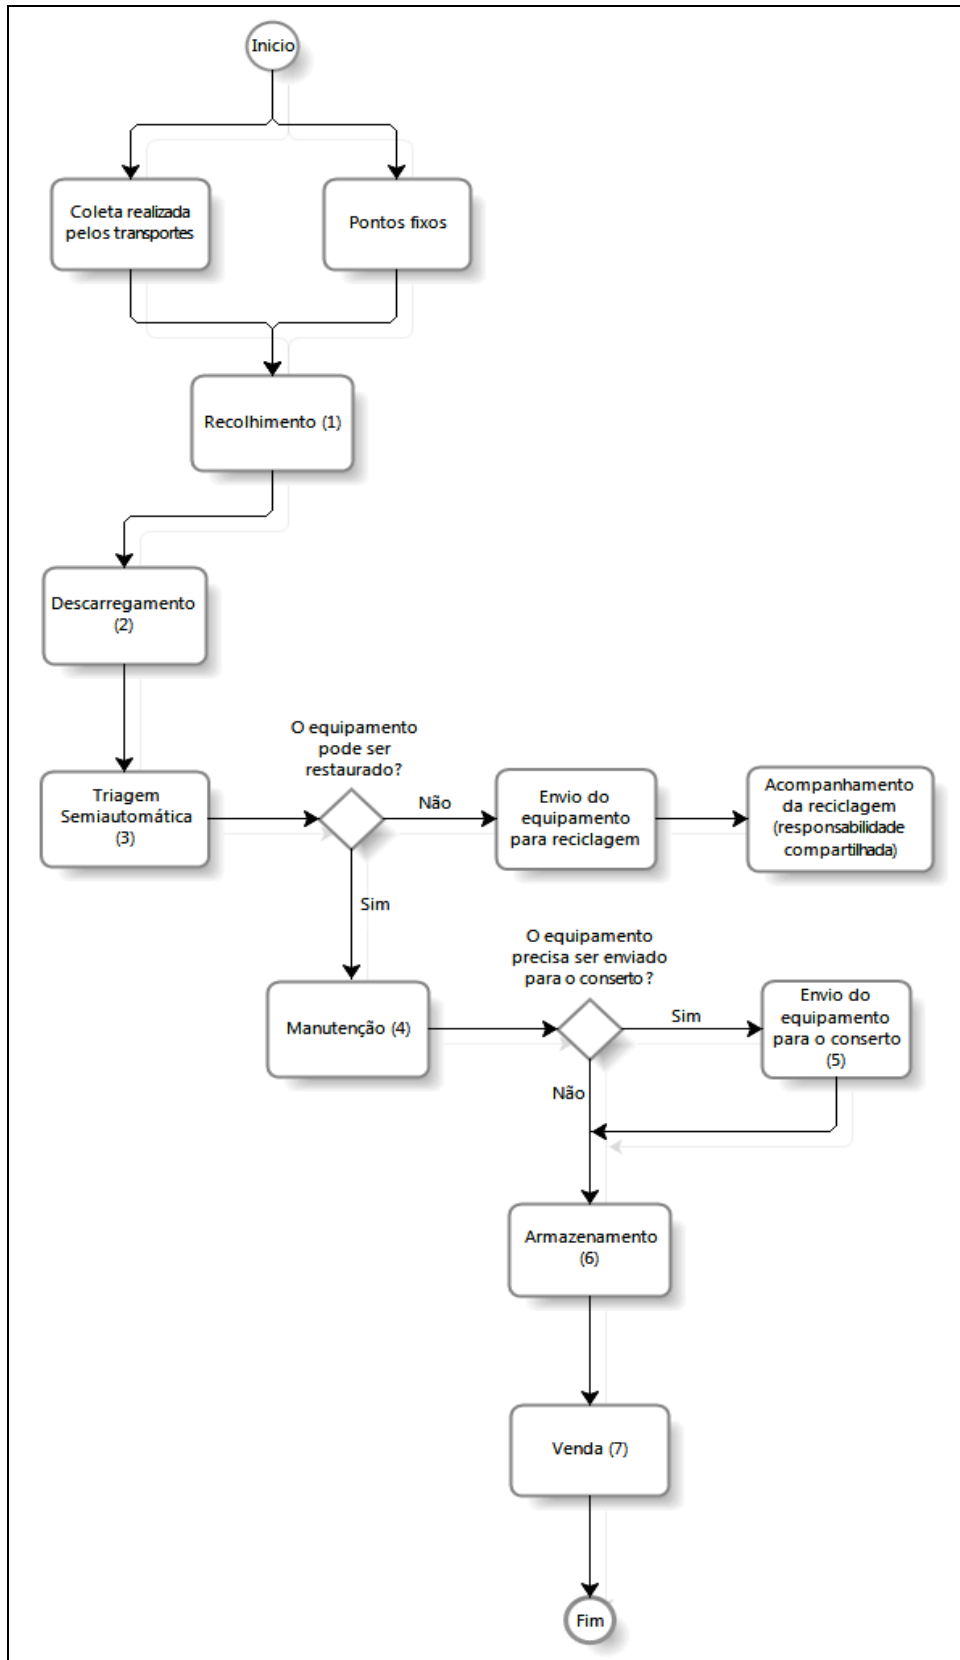 Inicio
Coleta realizada
pelos transportes
Pontos fixos
Recolhimento (1)
Descarregamento
(2)
Triagem
Semiautomática
(3)
O equipamento
pode ser
restaurado?
Não
Envio do
equipamento
para reciclagem
Acompanhamento
da reciclagem
(responsabilidade
compartilhada)
Sim
Manutenção (4)
O equipamento
precisa ser enviado
para o conserto?
Sim
Envio do
equipamento
para o conserto
(5)
Não
Armazenamento
(6)
Venda (7)
Fim